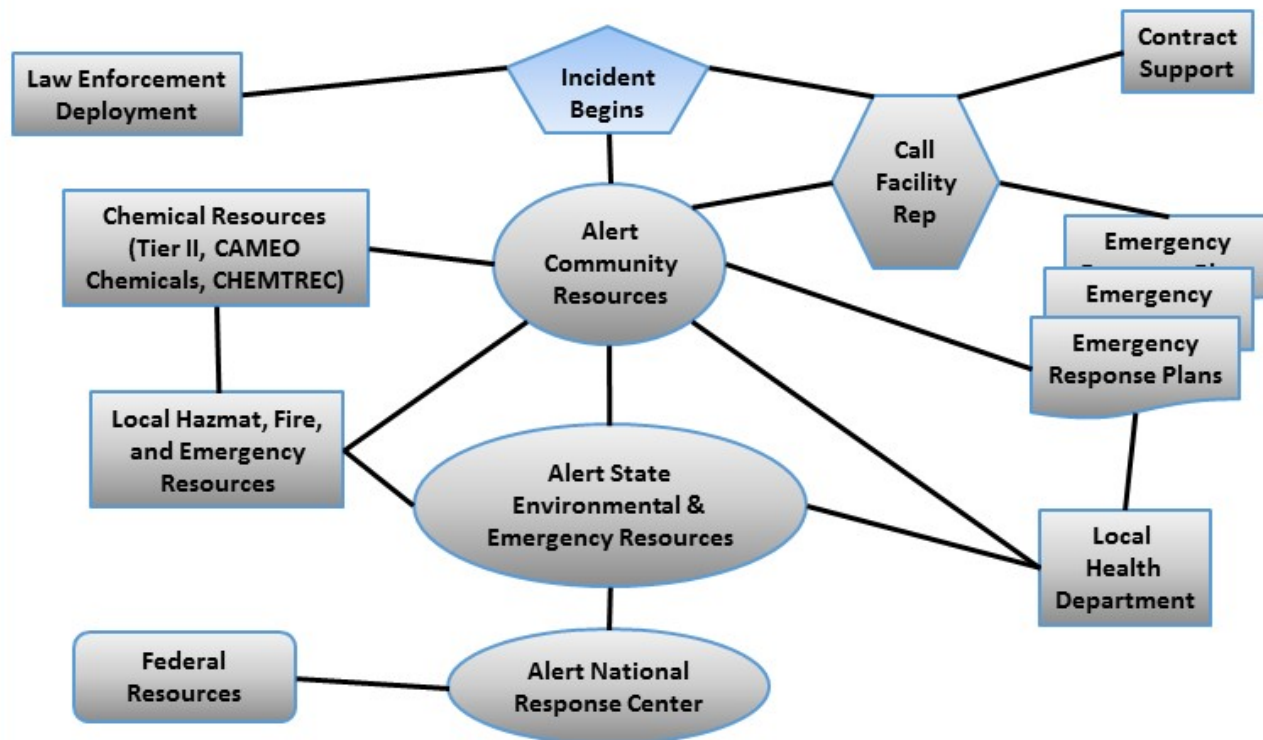 Incident
Begins
Law Enforcement
Deployment
Contract
Support
Call
Facility
Rep
Chemical Resources
(Tier II, CAMEO
Chemicals, CHEMTREC)
Alert
Community
Resources
Emergency
Emergency
Emergency
Response Plans
Local Hazmat, Fire,
and Emergency
Resources
Alert State
Environmental &
Emergency Resources
Local
Health
Department
Federal
Resources
Alert National
Response Center